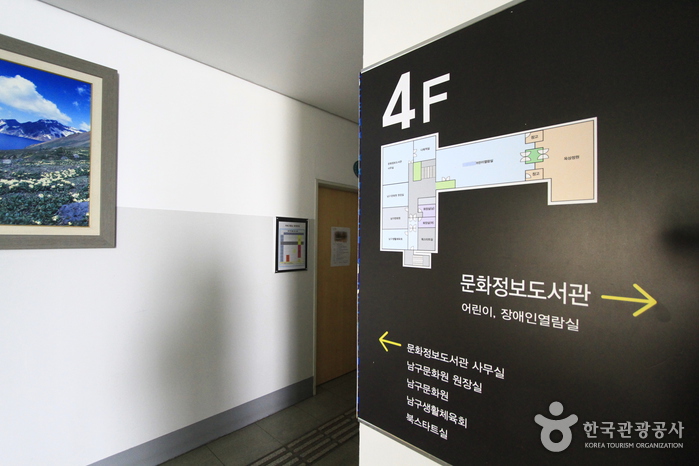 4F
문화정보도서관
어린이, 장애인열람실
문화정보도서관 사무실
남구문화원 원장실
남구문화원
남구생활체육회
북스타트실
한국관광공사
KOREA TOURISM ORGANIZATION